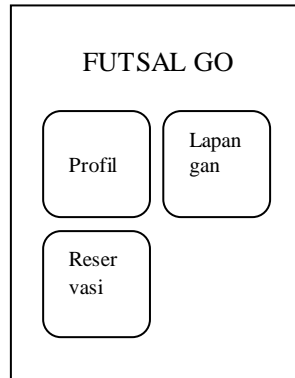 FUTSAL GO
Profil
Lapan
gan
Reser
vasi